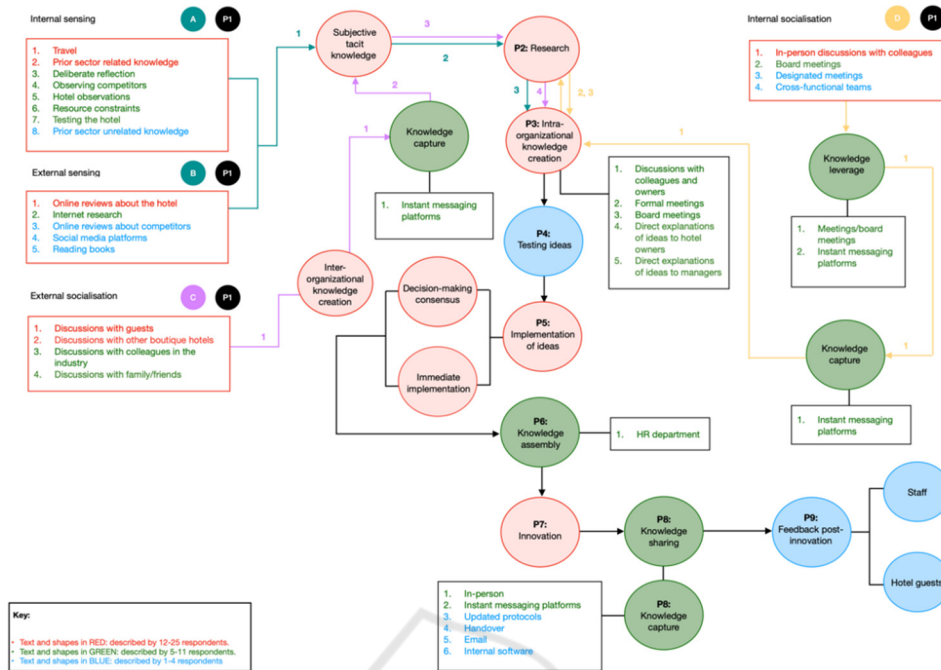 Internal sensing
A
P1
1. Travel
2. Prior sector related knowledge
3. Deliberate reflection
4. Observing competitors
5. Hotel observations
6. Resource constraints
7. Testing the hotel
8. Prior sector unrelated knowledge
External sensing
B
P1
1. Online reviews about the hotel
2. Internet research
3. Online reviews about competitors
4. Social media platforms
5. Reading books
External socialisation
C
P1
1. Discussions with guests
2. Discussions with other boutique hotels
3. Discussions with colleagues in the
industry
4. Discussions with family/friends
1
Subjective
tacit
knowledge
3
2
P2: Research
2
1
Knowledge
capture
1. Instant messaging
platforms
Inter-
organizational
knowledge
creation
1
3
4
2, 3
P3: Intra-
organizational
knowledge
creation
1. Discussions with
colleagues and
owners
2. Formal meetings
3. Board meetings
4. Direct explanations
of ideas to hotel
owners
5. Direct explanations
of ideas to managers
P4:
Testing ideas
Decision-making
consensus
P5:
Implementation
of ideas
Immediate
implementation
P6:
Knowledge
assembly
1. HR department
P7:
Innovation
P8:
Knowledge
sharing
P9:
Feedback post-
innovation
Staff
Hotel guests
P8:
Knowledge
capture
1. In-person
2. Instant messaging platforms
3. Updated protocols
4. Handover
5. Email
6. Internal software
Internal socialisation
D
P1
1. In-person discussions with colleagues
2. Board meetings
3. Designated meetings
4. Cross-functional teams
1
Knowledge
leverage
1
1. Meetings/board
meetings
2. Instant messaging
platforms
1
Knowledge
capture
1. Instant messaging
platforms
Key:
• Text and shapes in RED: described by 12-25 respondents.
• Text and shapes in GREEN: described by 5-11 respondents.
• Text and shapes in BLUE: described by 1-4 respondents